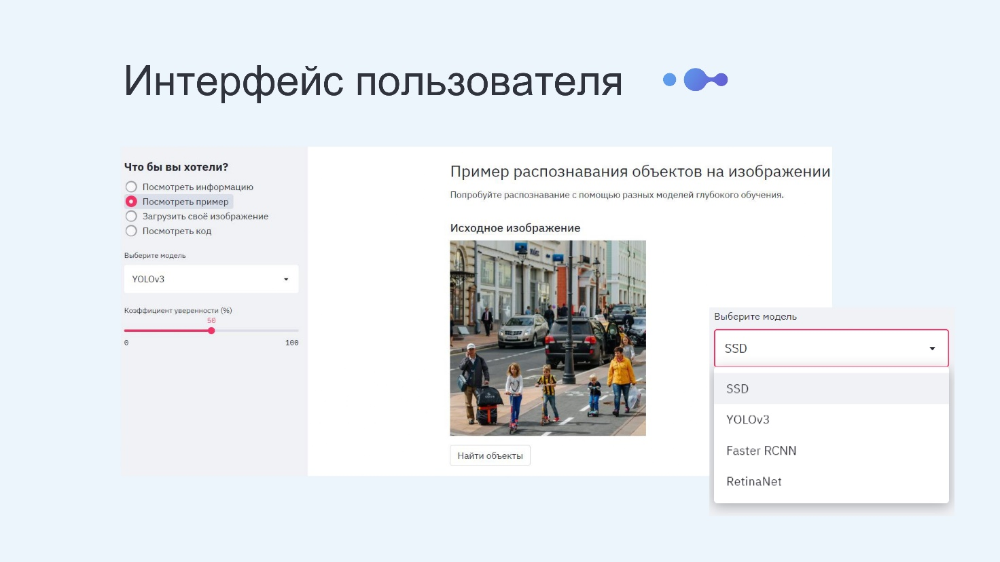 Интерфейс пользователя
Что бы вы хотели?
Посмотреть информацию
Посмотреть пример
Загрузить своё изображение
Посмотреть код
Выберите модель
YOLOv3
Коэффициент уверенности (%)
50
0
100
Пример распознавания объектов на изображении
Попробуйте распознавание с помощью разных моделей глубокого обучения.
Исходное изображение
Найти объекты
Выберите модель
SSD
SSD
YOLOv3
Faster RCNN
RetinaNet